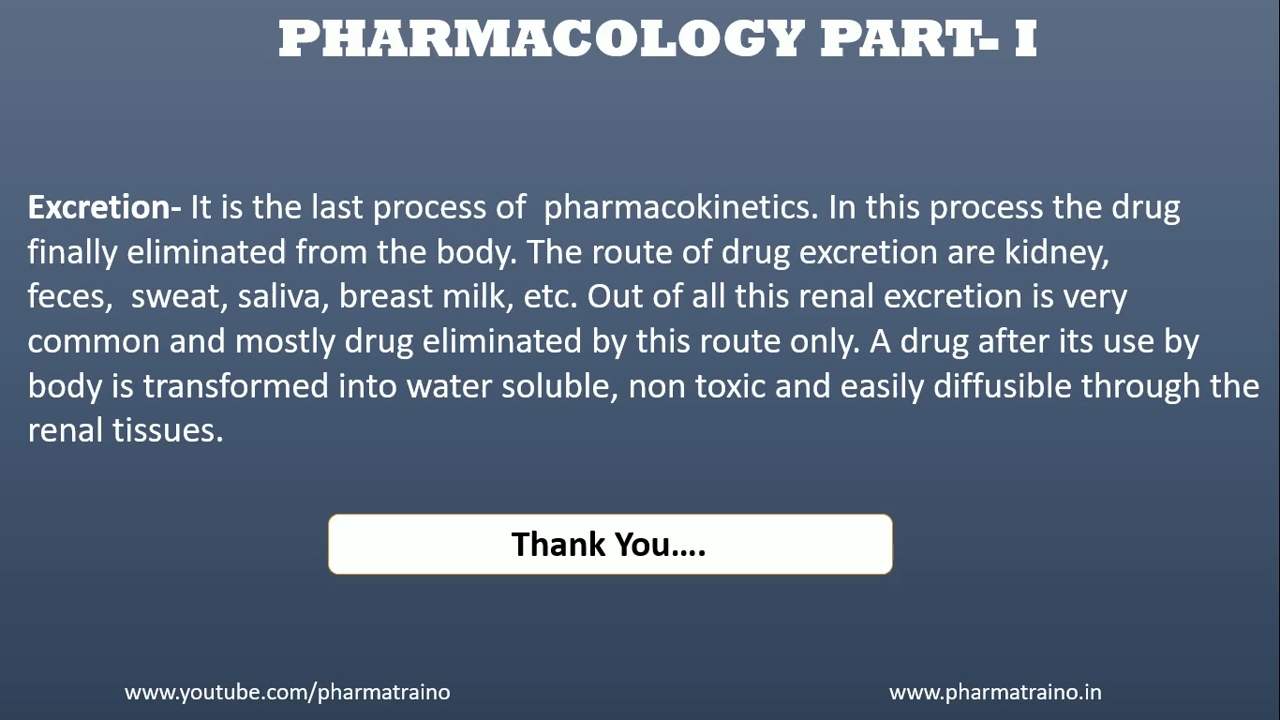 PHARMACOLOGY PART- I
Excretion- It is the last process of  pharmacokinetics. In this process the drug
finally eliminated from the body. The route of drug excretion are kidney,
feces,  sweat, saliva, breast milk, etc. Out of all this renal excretion is very
common and mostly drug eliminated by this route only. A drug after its use by
body is transformed into water soluble, non toxic and easily diffusible through the
renal tissues.
Thank You....
www.youtube.com/pharmatraino
www.pharmatraino.in